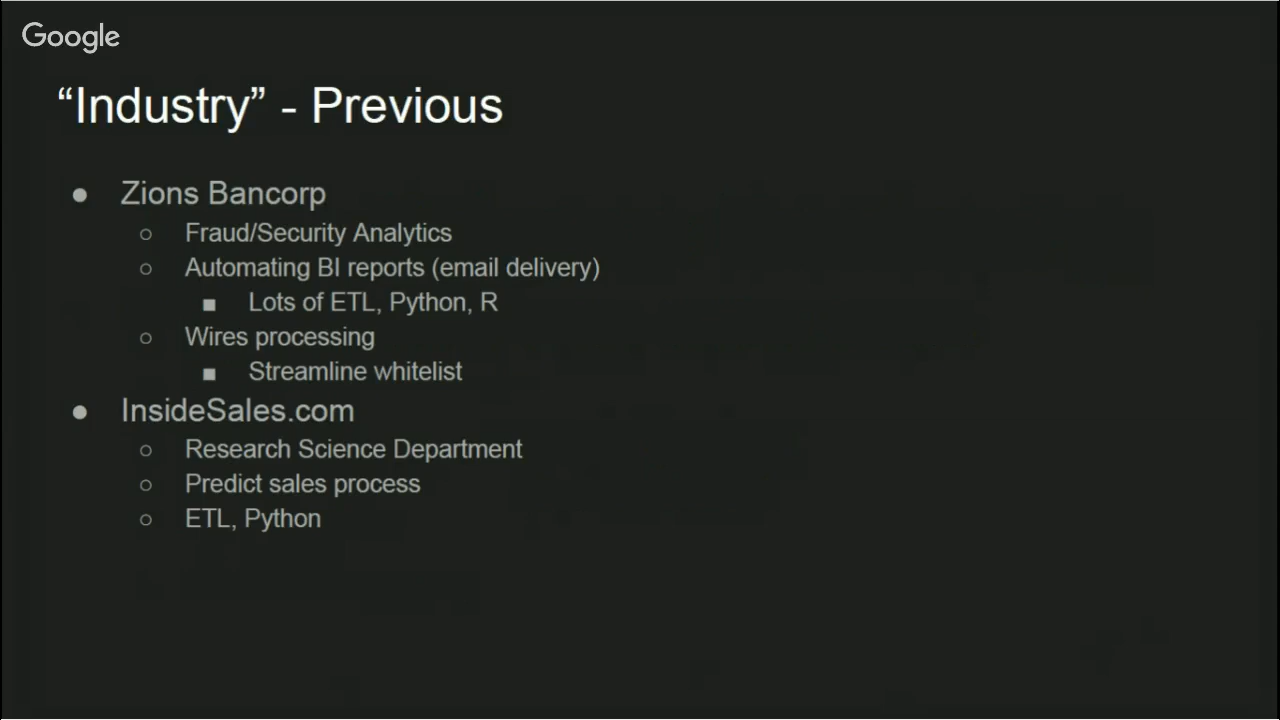 Google
“Industry” - Previous
● Zions Bancorp
○ Fraud/Security Analytics
○ Automating BI reports (email delivery)
■ Lots of ETL, Python, R
○ Wires processing
■ Streamline whitelist
● InsideSales.com
○ Research Science Department
○ Predict sales process
○ ETL, Python